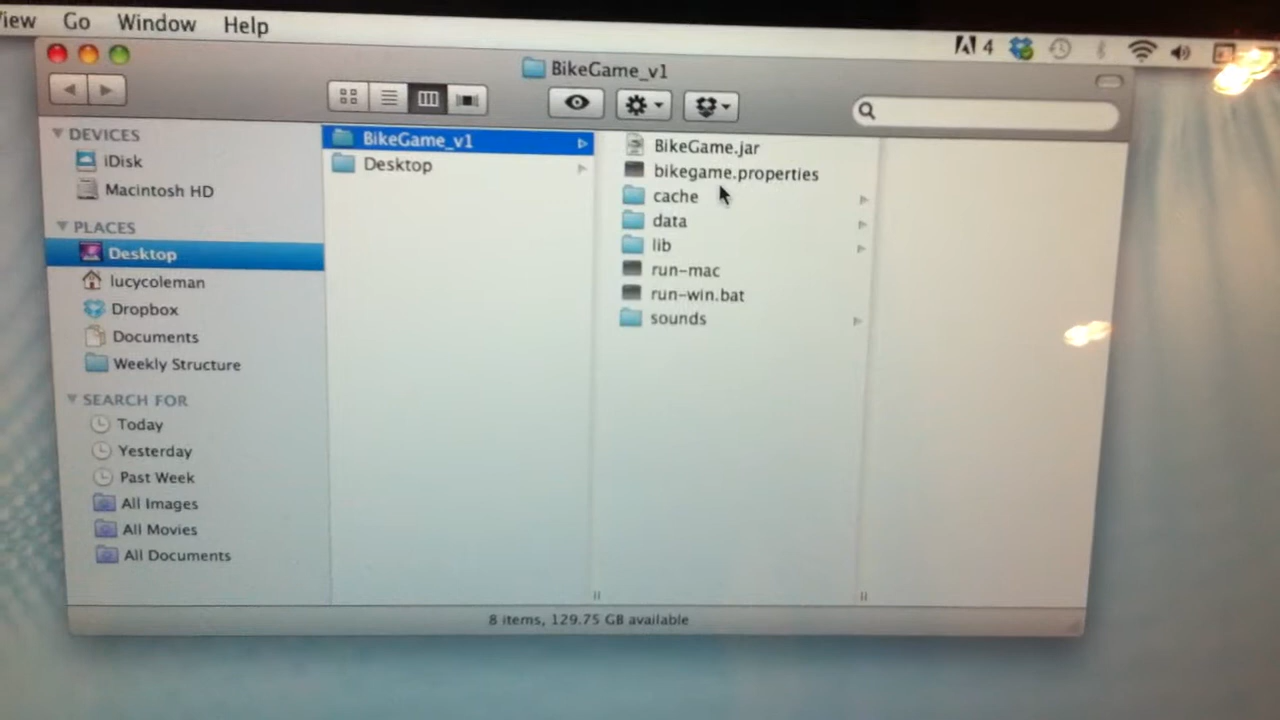 Go Window Help
4
BikeGame_v1
DEVICES
iDisk
Macintosh HD
PLACES
Desktop
lucycoleman
Dropbox
Documents
Weekly Structure
SEARCH FOR
Today
Yesterday
Past Week
All Images
All Movies
All Documents
BikeGame_v1
Desktop
BikeGame.jar
bikegame.properties
cache
data
lib
run-mac
run-win.bat
sounds
8 items, 129.75 GB available